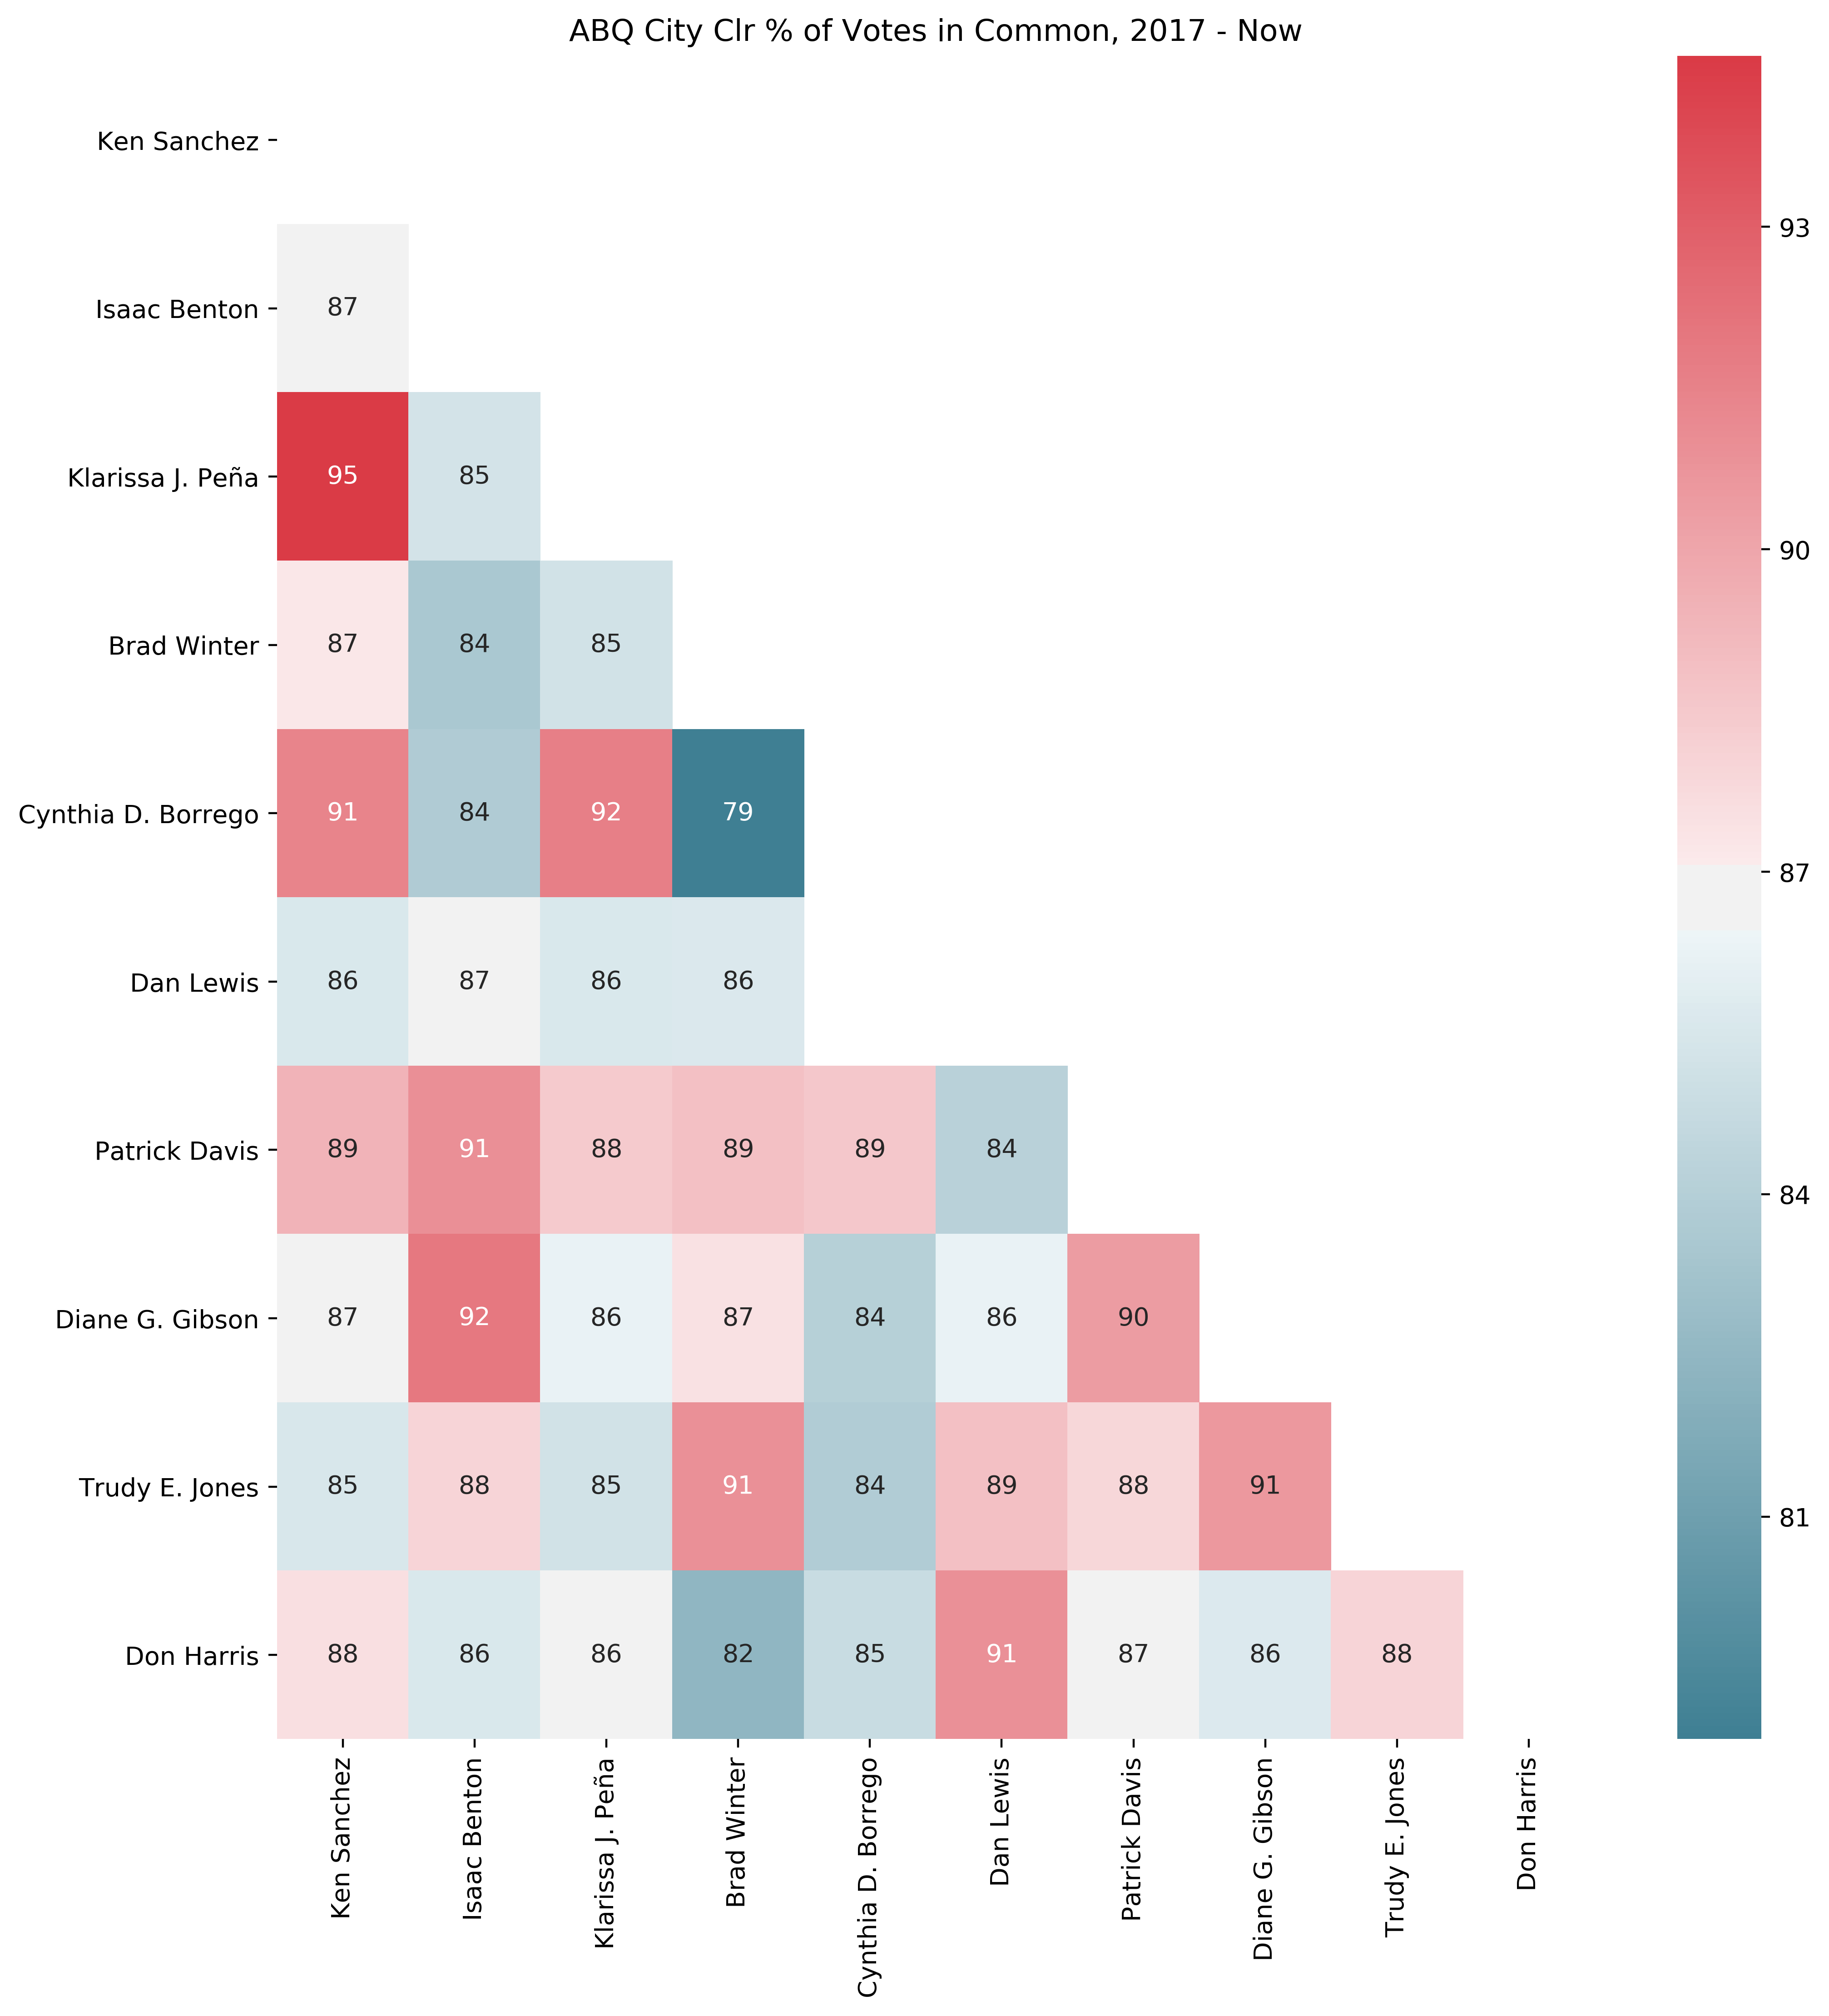 ABQ City Clr % of Votes in Common, 2017 - Now
Ken Sanchez
Isaac Benton 87
Klarissa J. Peña 95 85
Brad Winter 87 84 85
Cynthia D. Borrego 91 84 92 79
Dan Lewis 86 87 86 86
Patrick Davis 89 91 88 89 89 84
Diane G. Gibson 87 92 86 87 84 86 90
Trudy E. Jones 85 88 85 91 84 89 88 91
Don Harris 88 86 86 82 85 91 87 86 88
Ken Sanchez
Isaac Benton
Klarissa J. Peña
Brad Winter
Cynthia D. Borrego
Dan Lewis
Patrick Davis
Diane G. Gibson
Trudy E. Jones
Don Harris
93
90
87
84
81